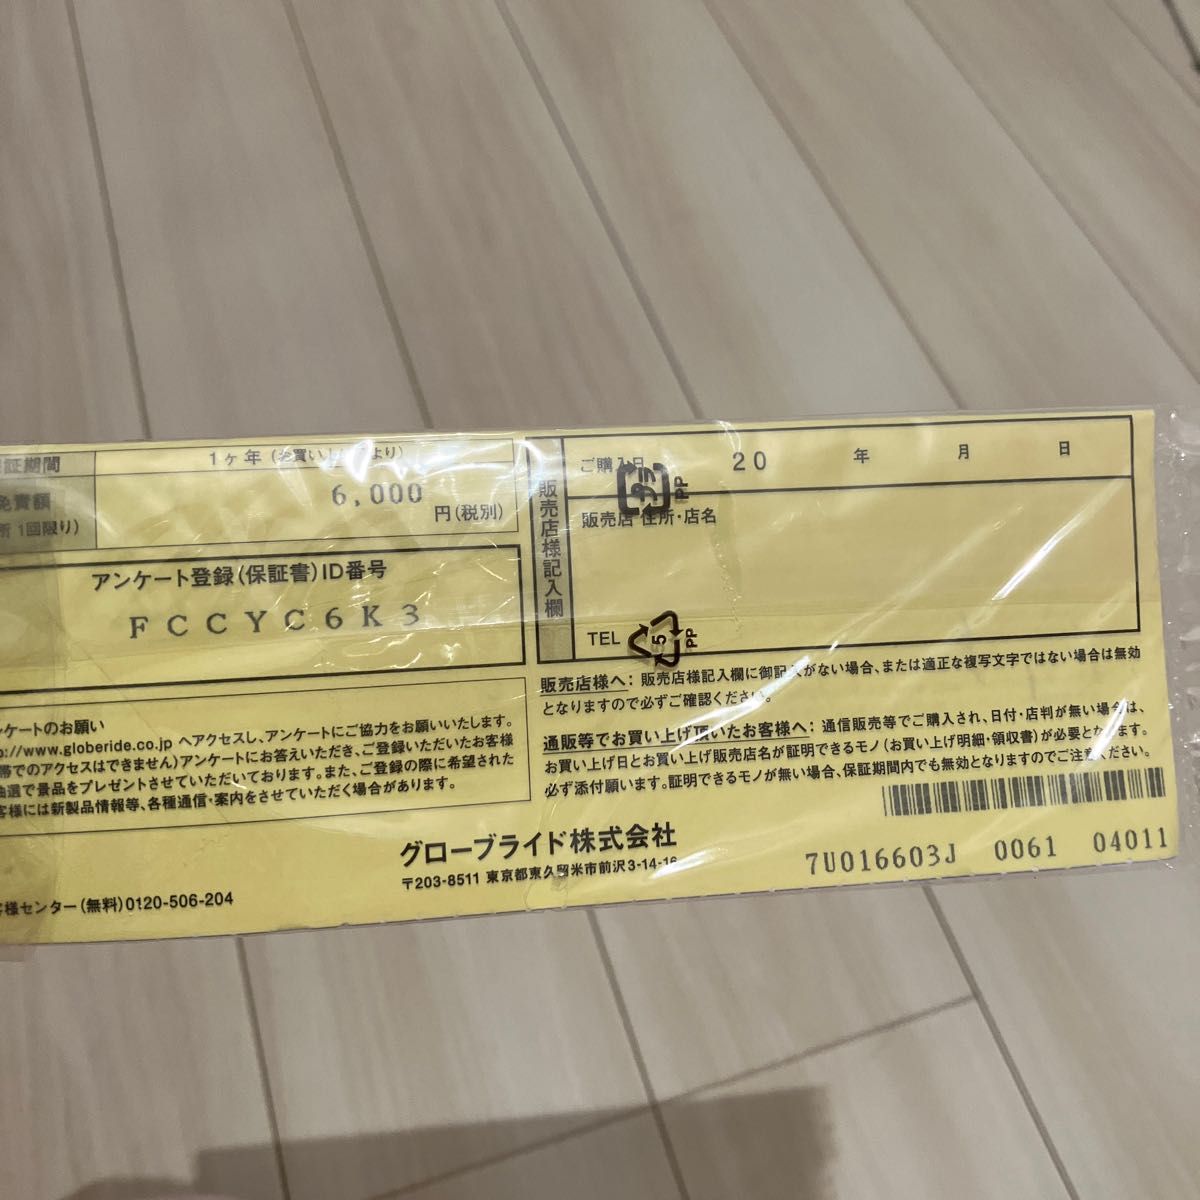 証期間
1ヶ年(お買い上げより)
免責額
所 1回限り)
6,000
円(税別)
アンケート登録(保証書)ID番号
FCCYC6K3
ンケートのお願い
p://www.globeride.co.jp へアクセスし、アンケートにご協力をお願いいたします。
帯でのアクセスはできません)アンケートにお答えいただき、ご登録いただいたお客様
抽選で景品をプレゼントさせていただいております。また、ご登録の際に希望された
客様には新製品情報等、各種通信・案内をさせていただく場合があります。
販売店様記入欄
ご購入日 20 年 月 日
プラ
PP
販売店 住所・店名
TEL
5
PP
販売店様へ: 販売店様記入欄に御記入がない場合、または適正な複写文字ではない場合は無効
となりますので必ずご確認ください。
通販等でお買い上げ頂いたお客様へ: 通信販売等でご購入され、日付・店判が無い場合は、
お買い上げ日とお買い上げ販売店名が証明できるモノ(お買い上げ明細・領収書)が必要となります。
必ず添付願います。証明できるモノが無い場合、保証期間内でも無効となりますのでご注意ください。
グローブライド株式会社
〒203-8511 東京都東久留米市前沢3-14-16
客様センター(無料)0120-506-204
7U016603J 0061 04011